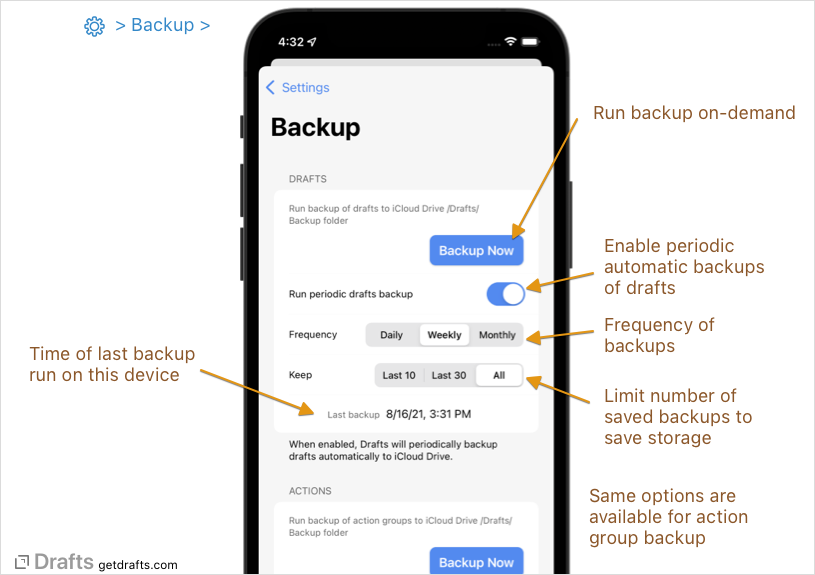 > Backup >
4:32
Settings
Backup
Run backup on-demand
DRAFTS
Run backup of drafts to iCloud Drive /Drafts/
Backup folder
Backup Now
Enable periodic
automatic backups
of drafts
Run periodic drafts backup
Frequency
Daily
Weekly
Monthly
Frequency of
backups
Time of last backup
run on this device
Keep
Last 10
Last 30
All
Limit number of
saved backups to
save storage
Last backup 8/16/21, 3:31 PM
When enabled, Drafts will periodically backup
drafts automatically to iCloud Drive.
ACTIONS
Same options are
available for action
group backup
Run backup of action groups to iCloud Drive /Drafts/
Backup folder
Backup Now
Drafts getdrafts.com